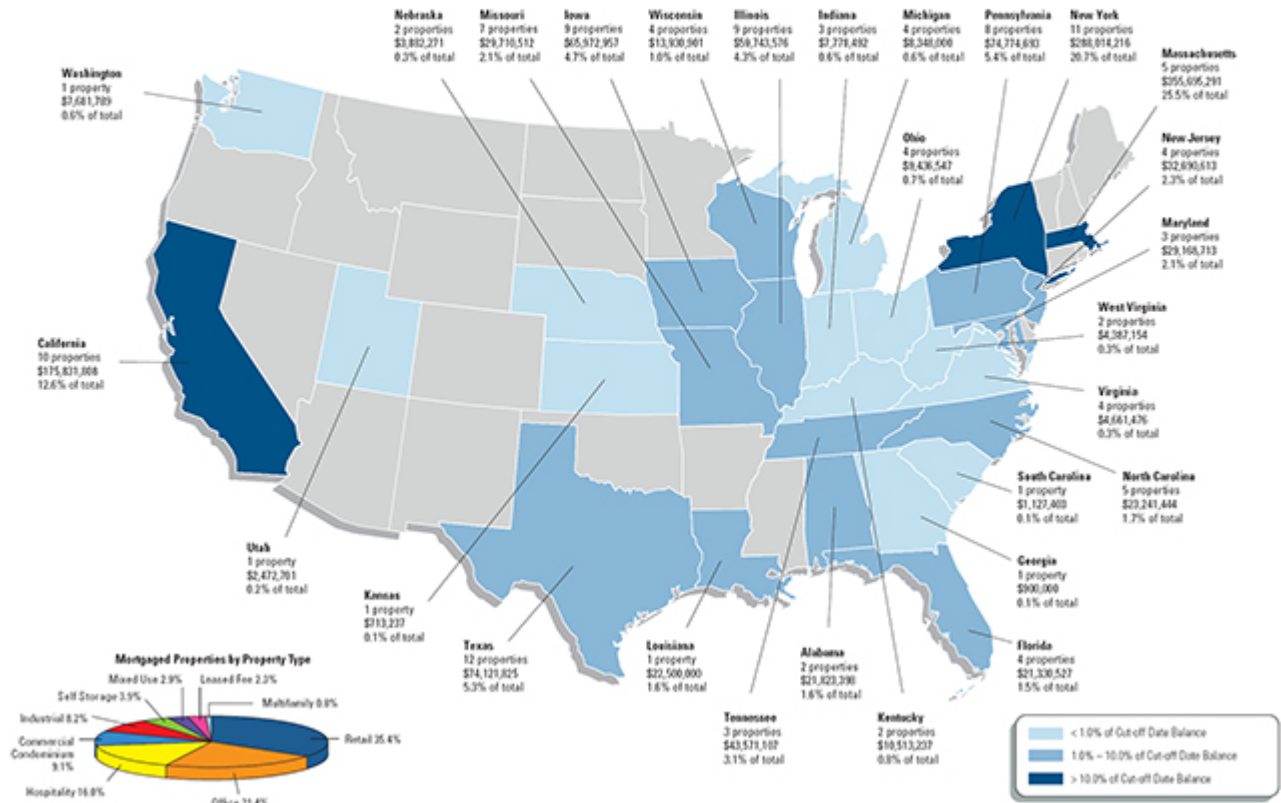 Nebraska
2 properties
$3,882,271
0.3% of total
Missouri
7 properties
$29,710,512
2.1% of total
Iowa
9 properties
$65,972,957
4.7% of total
Wisconsin
4 properties
$13,930,901
1.0% of total
Illinois
9 properties
$59,743,576
4.3% of total
Indiana
3 properties
$7,778,492
0.6% of total
Michigan
4 properties
$8,348,000
0.6% of total
Pennsylvania
8 properties
$74,774,693
5.4% of total
New York
11 properties
$288,014,216
20.7% of total
Massachusetts
5 properties
$355,695,291
25.5% of total
Washington
1 property
$7,681,789
0.6% of total
Ohio
4 properties
$9,436,547
0.7% of total
New Jersey
4 properties
$32,690,613
2.3% of total
Maryland
3 properties
$29,168,713
2.1% of total
West Virginia
2 properties
$4,387,154
0.3% of total
California
10 properties
$175,831,008
12.6% of total
Virginia
4 properties
$4,661,476
0.3% of total
South Carolina
1 property
$1,127,403
0.1% of total
North Carolina
5 properties
$23,241,444
1.7% of total
Utah
1 property
$2,472,701
0.2% of total
Georgia
1 property
$900,000
0.1% of total
Kansas
1 property
$713,237
0.1% of total
Texas
12 properties
$74,121,825
5.3% of total
Louisiana
1 property
$22,500,000
1.6% of total
Alabama
2 properties
$21,823,398
1.6% of total
Florida
4 properties
$21,330,527
1.5% of total
Tennessee
3 properties
$43,571,107
3.1% of total
Kentucky
2 properties
$10,513,237
0.8% of total
Mortgaged Properties by Property Type
Mixed Use 2.9%
Leased Fee 2.3%
Self Storage 3.9%
Multifamily 0.8%
Industrial 8.2%
Retail 35.4%
Commercial
Condominium
9.1%
Hospitality 16.0%
Office 21.4%
< 1.0% of Cut-off Date Balance
1.0% – 10.0% of Cut-off Date Balance
> 10.0% of Cut-off Date Balance